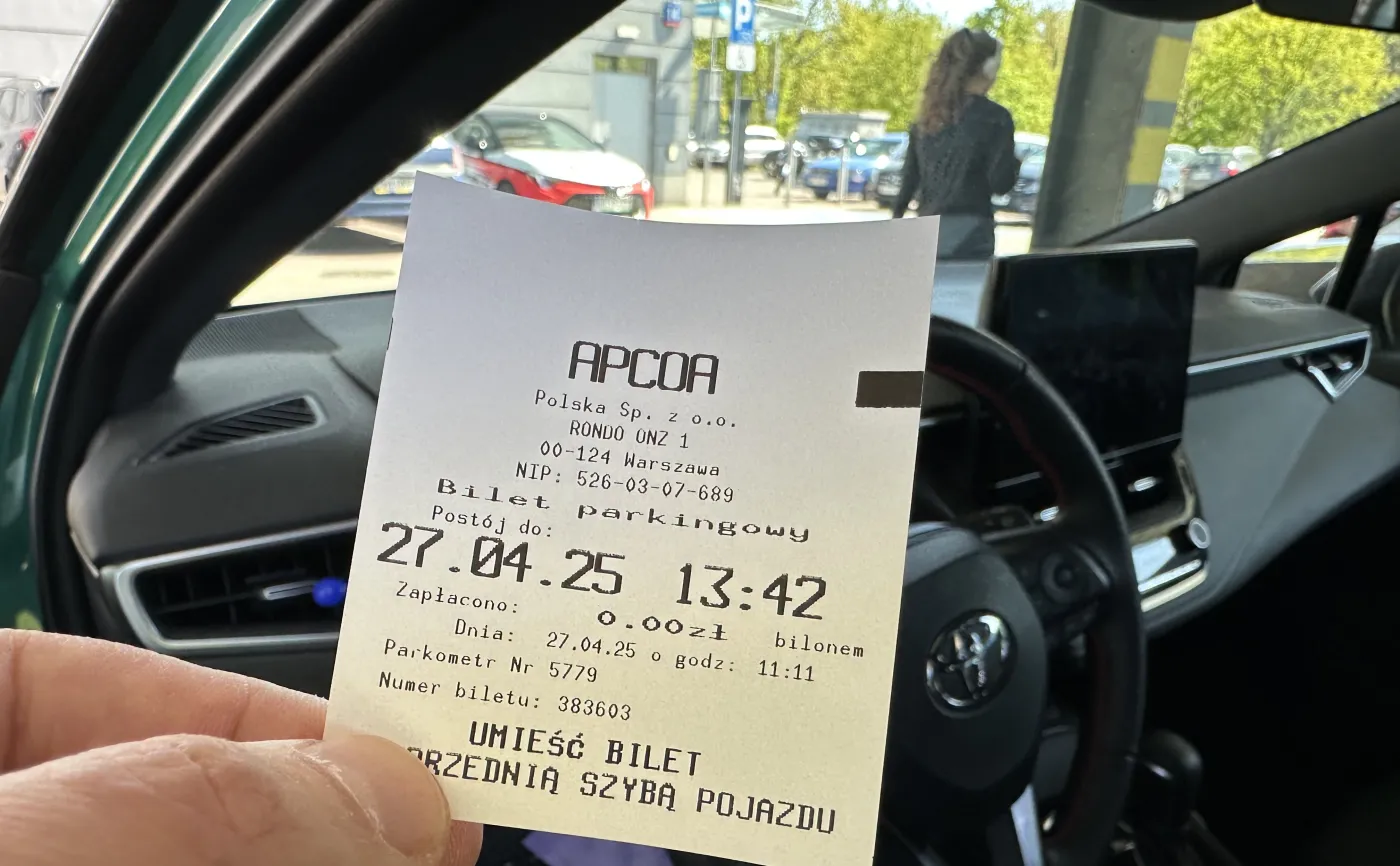 P
APCOA
Polska Sp. z o.o.
RONDO ONZ 1
00-124 Warszawa
NIP: 526-03-07-689
Bilet parkingowy
Postój do:
27.04.25 13:42
Zapłacono: 0.00zł bilonem
Dnia: 27.04.25 o godz: 11:11
Parkometr Nr 5779
Numer biletu: 383603
UMIEŚĆ BILET
PRZEDNIĄ SZYBĄ POJAZDU